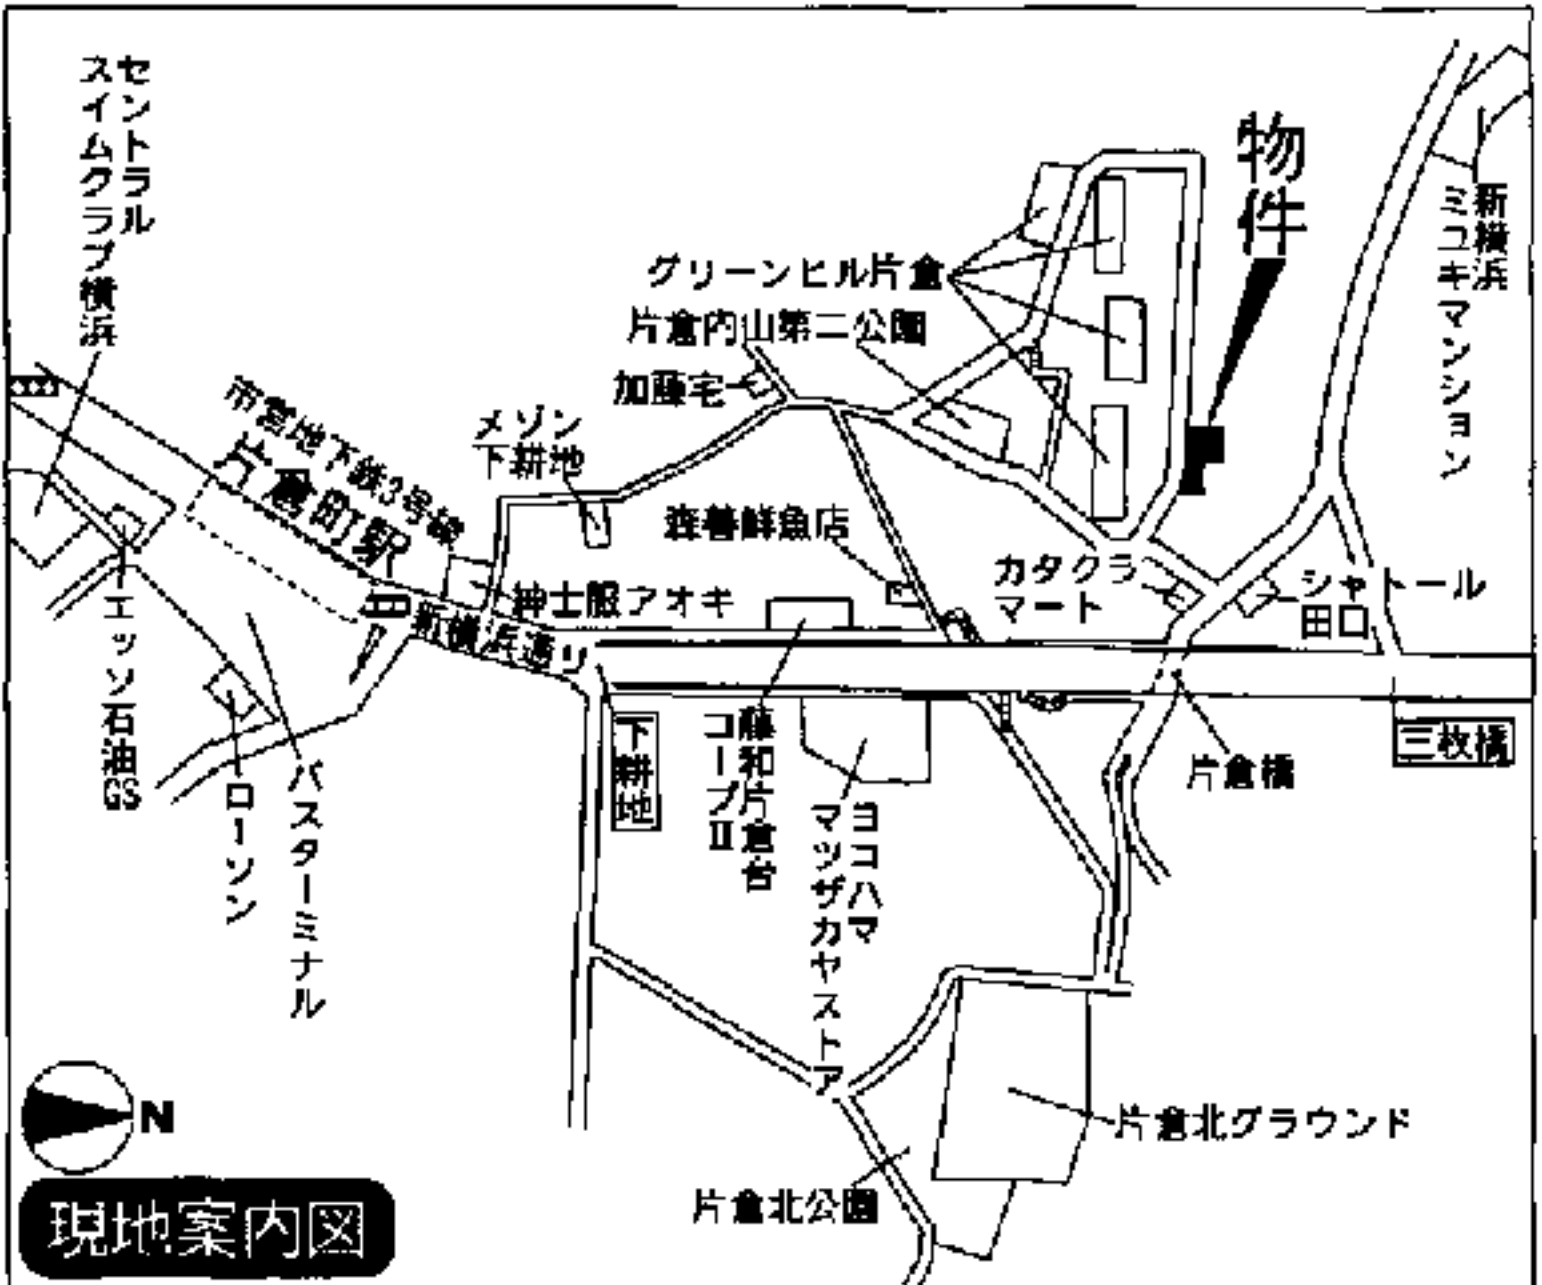 セントラル
スイムクラブ横浜
物件
新横浜
ミユキマンション
グリーンヒル片倉
片倉内山第二公園
加藤宅
市営地下鉄3号線
片倉町駅
メゾン
下耕地
森善鮮魚店
カタクラ
マート
シャトール
田口
紳士服アオキ
新横浜通り
エッソ石油GS
ローソン
バスターミナル
下耕地
藤和片倉台
コープII
ヨコハマ
マツザカヤストア
片倉橋
三枚橋
片倉北グラウンド
片倉北公園
N
現地案内図